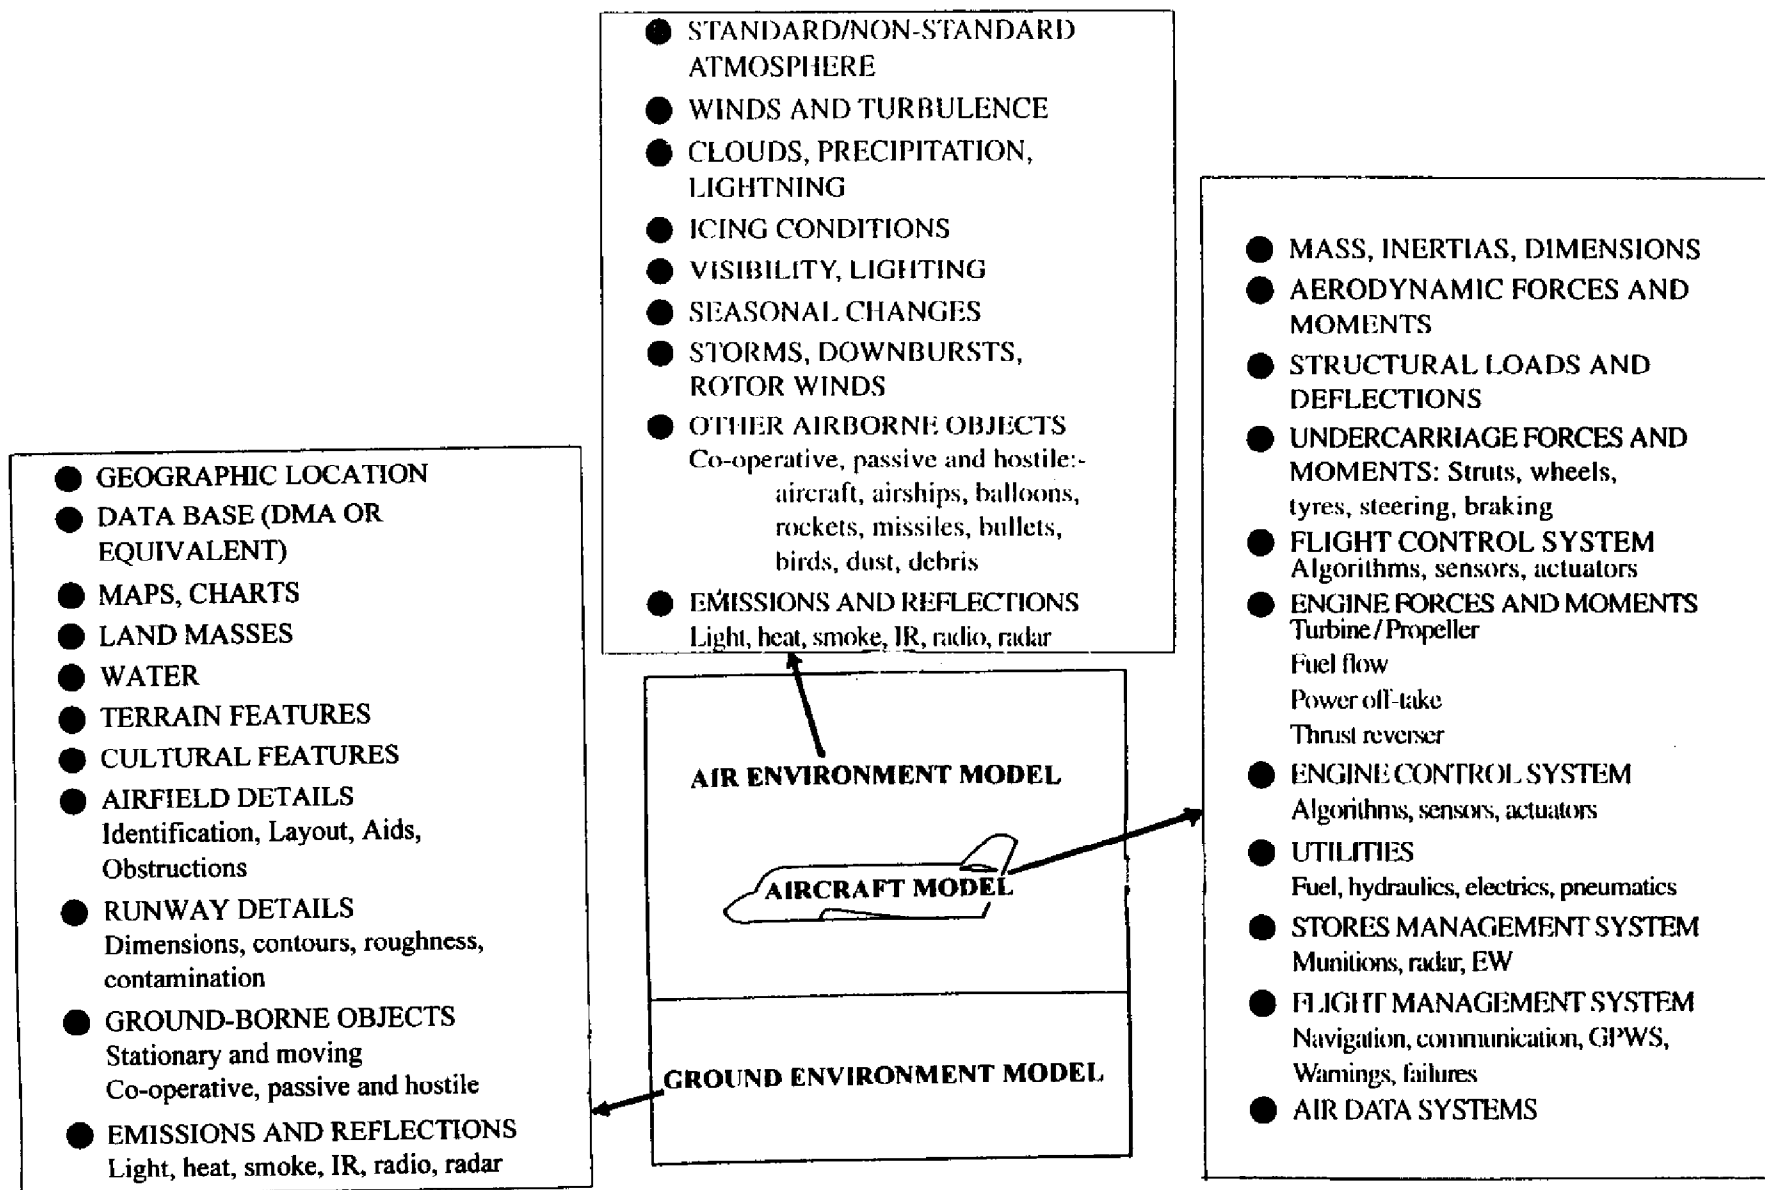 ● STANDARD/NON-STANDARD
ATMOSPHERE
● WINDS AND TURBULENCE
● CLOUDS, PRECIPITATION,
LIGHTNING
● ICING CONDITIONS
● VISIBILITY, LIGHTING
● SEASONAL CHANGES
● STORMS, DOWNBURSTS,
ROTOR WINDS
● OTHER AIRBORNE OBJECTS
Co-operative, passive and hostile:-
aircraft, airships, balloons,
rockets, missiles, bullets,
birds, dust, debris
● EMISSIONS AND REFLECTIONS
Light, heat, smoke, IR, radio, radar
● GEOGRAPHIC LOCATION
● DATA BASE (DMA OR
EQUIVALENT)
● MAPS, CHARTS
● LAND MASSES
● WATER
● TERRAIN FEATURES
● CULTURAL FEATURES
● AIRFIELD DETAILS
Identification, Layout, Aids,
Obstructions
● RUNWAY DETAILS
Dimensions, contours, roughness,
contamination
● GROUND-BORNE OBJECTS
Stationary and moving
Co-operative, passive and hostile
● EMISSIONS AND REFLECTIONS
Light, heat, smoke, IR, radio, radar
AIR ENVIRONMENT MODEL
AIRCRAFT MODEL
GROUND ENVIRONMENT MODEL
● MASS, INERTIAS, DIMENSIONS
● AERODYNAMIC FORCES AND
MOMENTS
● STRUCTURAL LOADS AND
DEFLECTIONS
● UNDERCARRIAGE FORCES AND
MOMENTS: Struts, wheels,
tyres, steering, braking
● FLIGHT CONTROL SYSTEM
Algorithms, sensors, actuators
● ENGINE FORCES AND MOMENTS
Turbine/Propeller
Fuel flow
Power off-take
Thrust reverser
● ENGINE CONTROL SYSTEM
Algorithms, sensors, actuators
● UTILITIES
Fuel, hydraulics, electrics, pneumatics
● STORES MANAGEMENT SYSTEM
Munitions, radar, EW
● FLIGHT MANAGEMENT SYSTEM
Navigation, communication, GPWS,
Warnings, failures
● AIR DATA SYSTEMS